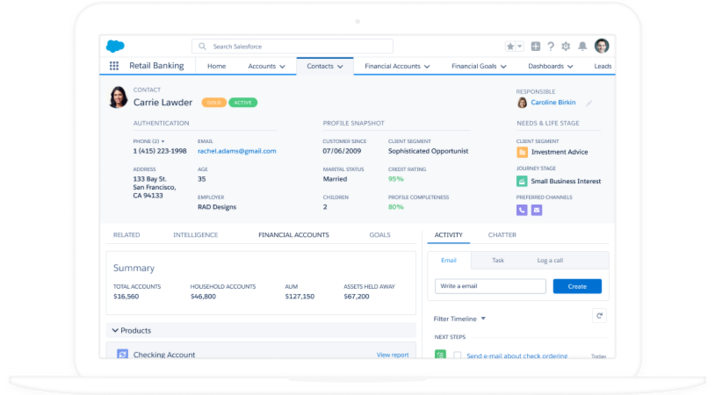 Search Salesforce
Retail Banking
Home
Accounts
Contacts
Financial Accounts
Financial Goals
Dashboards
Leads
CONTACT
Carrie Lawder
GOLD
ACTIVE
RESPONSIBLE
Caroline Birkin
AUTHENTICATION
PROFILE SNAPSHOT
NEEDS & LIFE STAGE
PHONE (2)
EMAIL
CUSTOMER SINCE
CLIENT SEGMENT
CLIENT SEGMENT
1 (415) 223-1998
rachel.adams@gmail.com
07/06/2009
Sophisticated Opportunist
Investment Advice
ADDRESS
AGE
MARITAL STATUS
CREDIT RATING
JOURNEY STAGE
133 Bay St.
San Francisco,
CA 94133
35
Married
95%
Small Business Interest
EMPLOYER
CHILDREN
PROFILE COMPLETENESS
PREFERRED CHANNELS
RAD Designs
2
80%
RELATED
INTELLIGENCE
FINANCIAL ACCOUNTS
GOALS
ACTIVITY
CHATTER
Summary
Email
Task
Log a call
TOTAL ACCOUNTS
HOUSEHOLD ACCOUNTS
AUM
ASSETS HELD AWAY
$16,560
$46,800
$127,150
$67,200
Write a email
Create
Filter Timeline
Products
NEXT STEPS
Checking Account
View report
Send e-mail about check ordering
Today